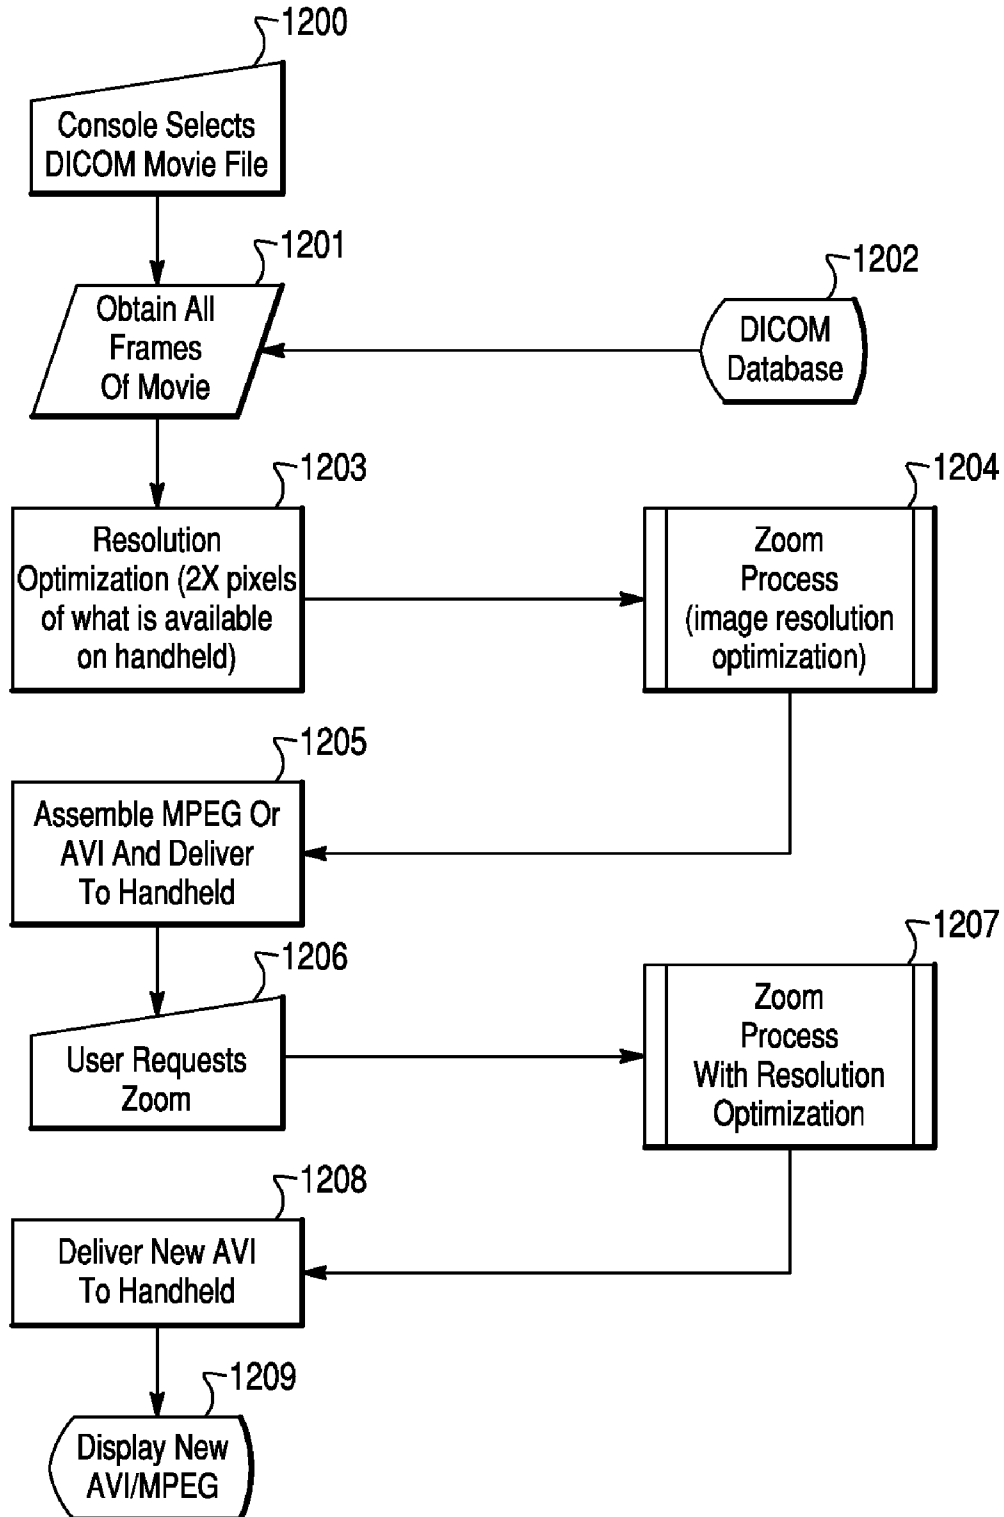 1200
Console Selects
DICOM Movie File
1201
Obtain All
Frames
Of Movie
1202
DICOM
Database
1203
Resolution
Optimization (2X pixels
of what is available
on handheld)
1204
Zoom
Process
(image resolution
optimization)
1205
Assemble MPEG Or
AVI And Deliver
To Handheld
1206
User Requests
Zoom
1207
Zoom
Process
With Resolution
Optimization
1208
Deliver New AVI
To Handheld
1209
Display New
AVI/MPEG